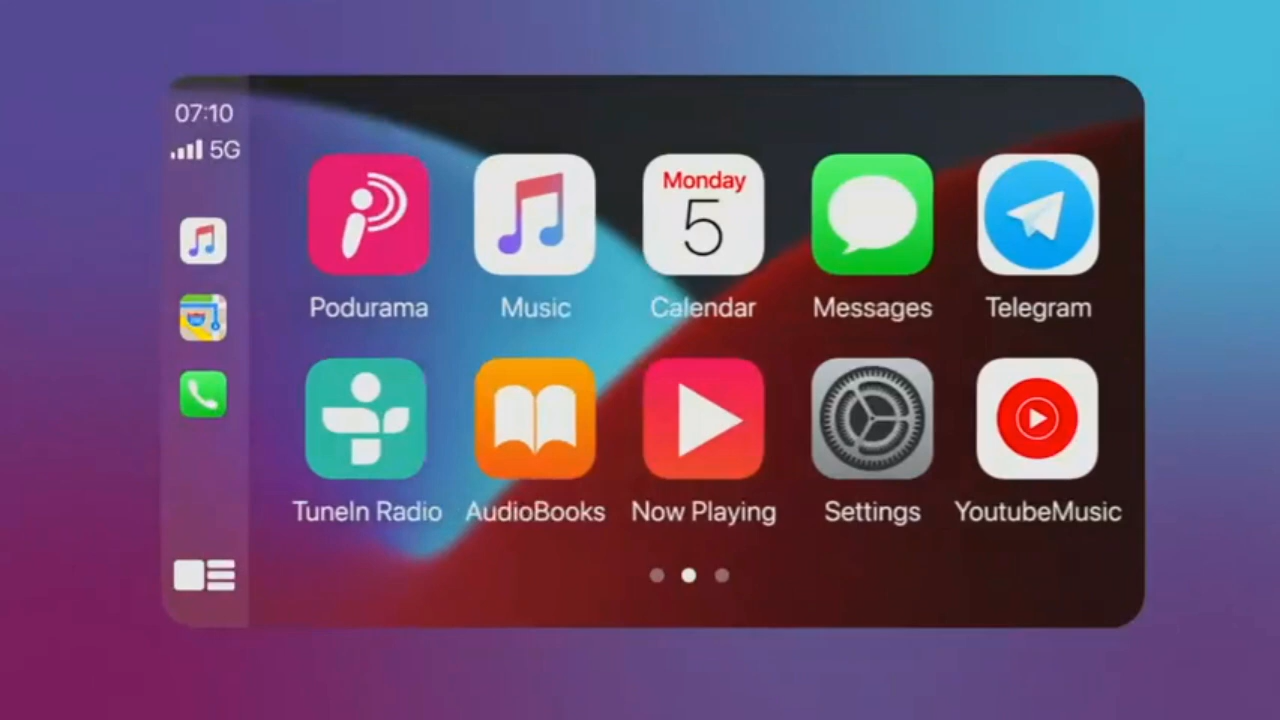 07:10
5G
Monday
5
Podurama
Music
Calendar
Messages
Telegram
TuneIn Radio
AudioBooks
Now Playing
Settings
YoutubeMusic